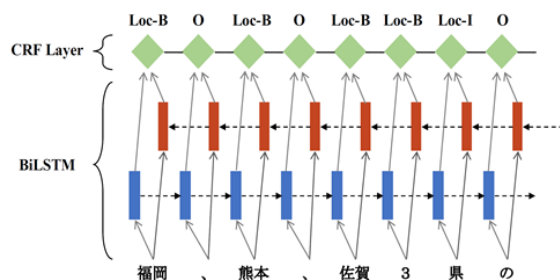 Loc-B O Loc-B O Loc-B Loc-B Loc-I O
CRF Layer
BiLSTM
福岡 、 熊本 、 佐賀 3 県 の